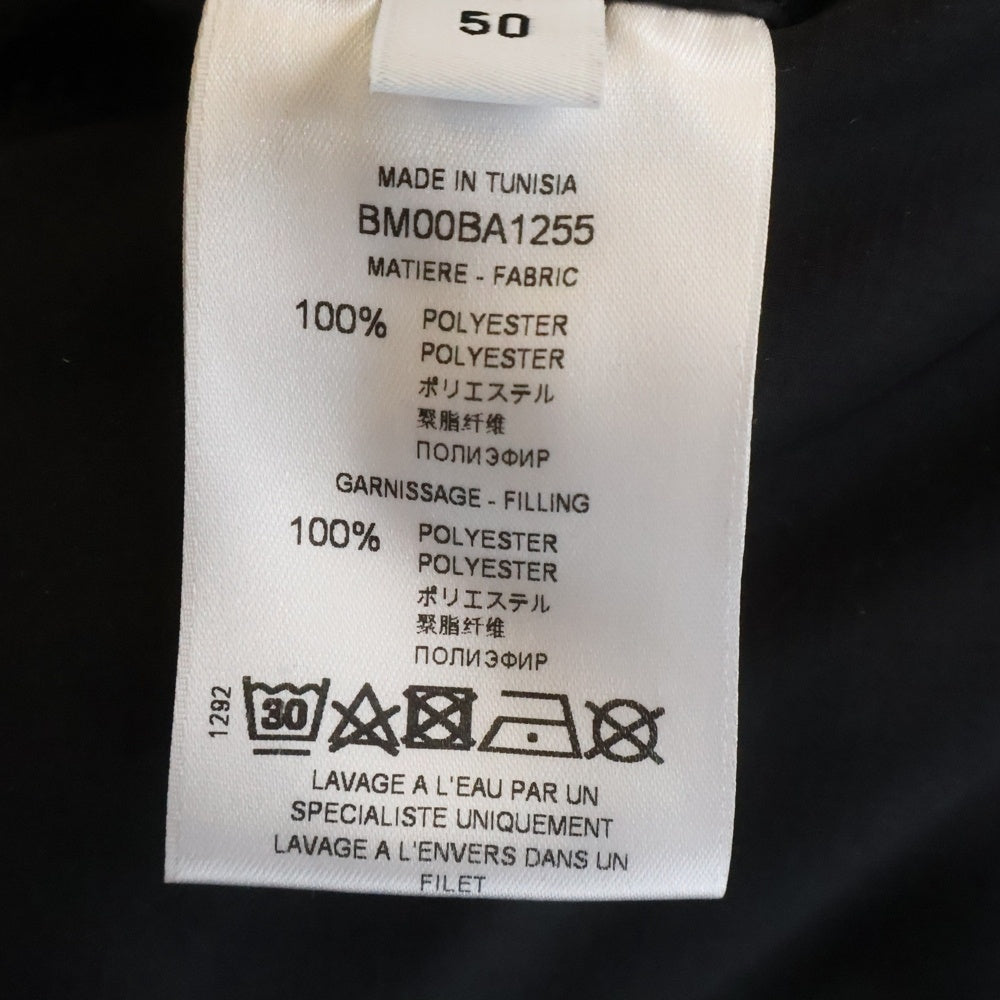 50
MADE IN TUNISIA
BM00BA1255
MATIERE - FABRIC
100% POLYESTER
POLYESTER
ポリエステル
聚脂纤维
ПОЛИЭФИР
GARNISSAGE - FILLING
100% POLYESTER
POLYESTER
ポリエステル
聚脂纤维
ПОЛИЭФИР
1292
30
LAVAGE A L'EAU PAR UN
SPECIALISTE UNIQUEMENT
LAVAGE A L'ENVERS DANS UN
FILET